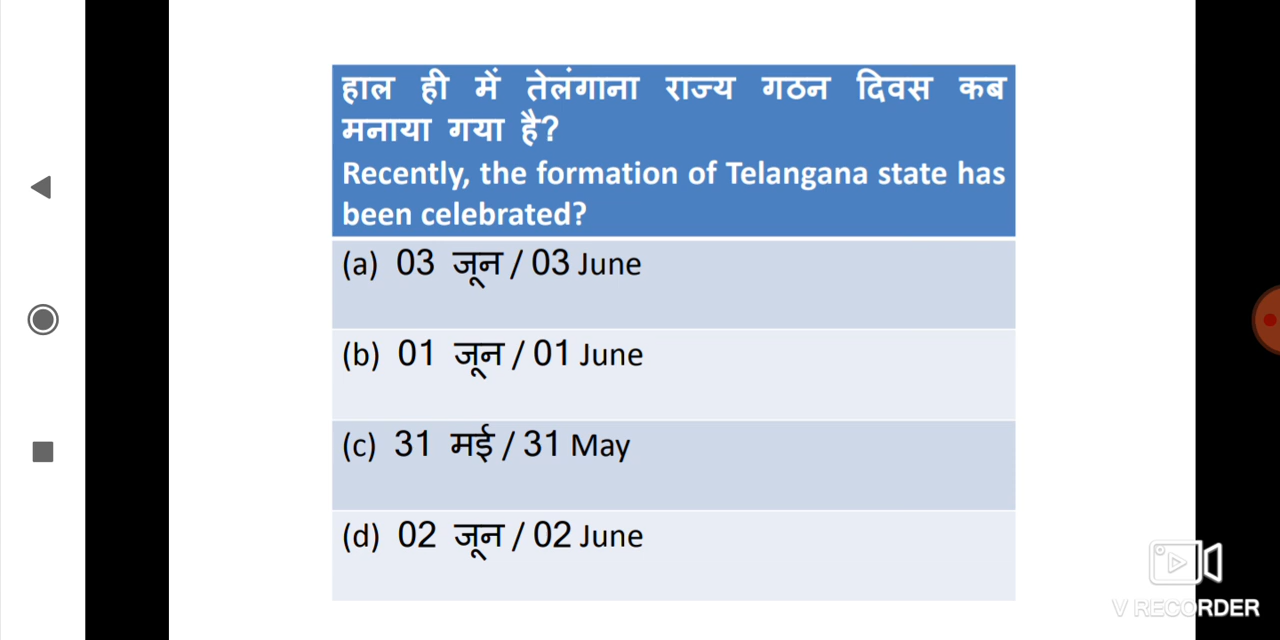 हाल ही में तेलंगाना राज्य गठन दिवस कब
मनाया गया है?
Recently, the formation of Telangana state has
been celebrated?
(a) 03 जून / 03 June
(b) 01 जून / 01 June
(c) 31 मई / 31 May
(d) 02 जून / 02 June
V RECORDER